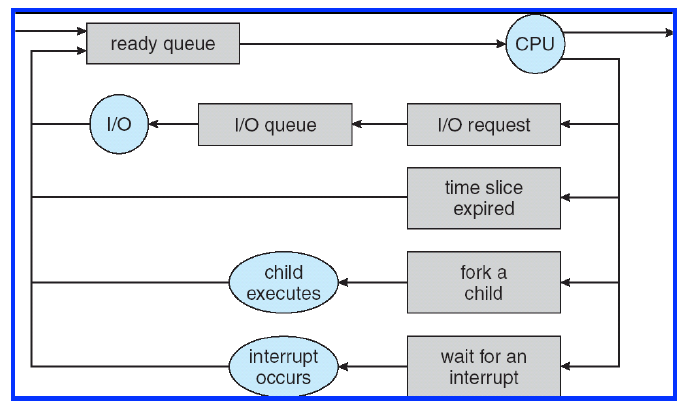 ready queue
CPU
I/O
I/O queue
I/O request
time slice
expired
child
executes
fork a
child
interrupt
occurs
wait for an
interrupt